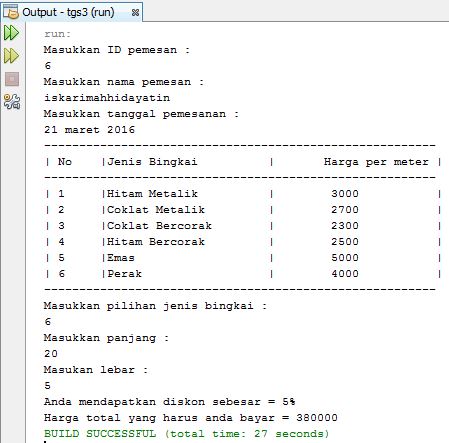 Output - tgs3 (run)
run:
Masukkan ID pemesan :
6
Masukkan nama pemesan :
iskarimahhidayatin
Masukkan tanggal pemesanan :
21 maret 2016
---------------------------------------------------------
| No |Jenis Bingkai | Harga per meter |
---------------------------------------------------------
| 1 |Hitam Metalik | 3000 |
| 2 |Coklat Metalik | 2700 |
| 3 |Coklat Bercorak | 2300 |
| 4 |Hitam Bercorak | 2500 |
| 5 |Emas | 5000 |
| 6 |Perak | 4000 |
---------------------------------------------------------
Masukkan pilihan jenis bingkai :
6
Masukkan panjang :
20
Masukan lebar :
5
Anda mendapatkan diskon sebesar = 5%
Harga total yang harus anda bayar = 380000
BUILD SUCCESSFUL (total time: 27 seconds)